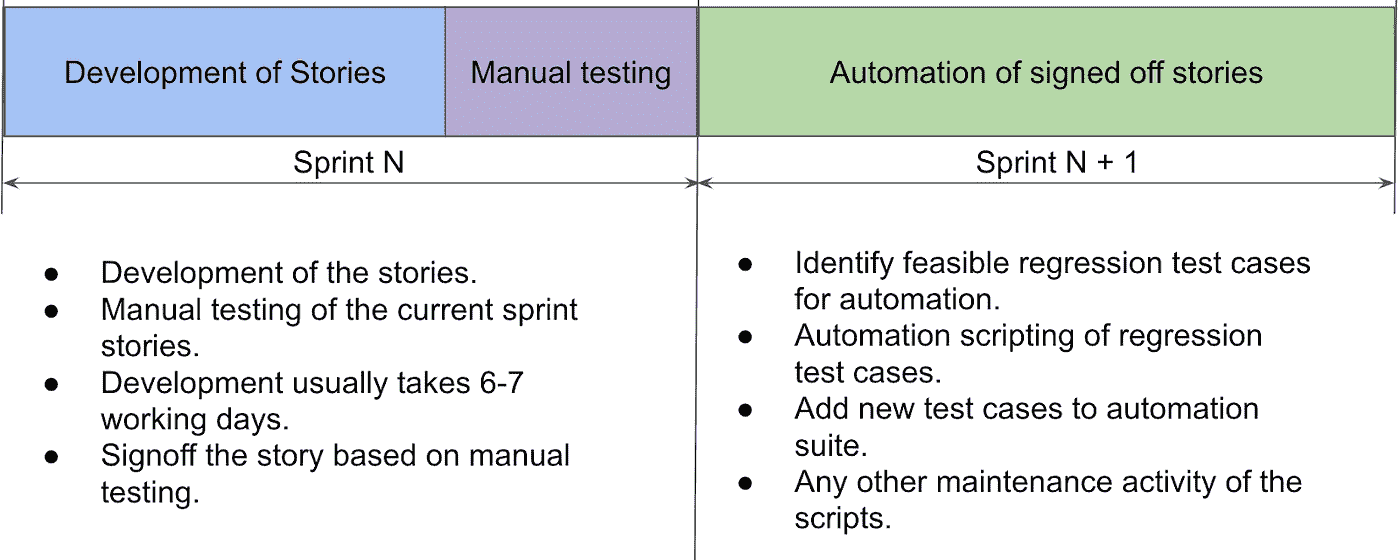 Development of Stories
Manual testing
Automation of signed off stories
Sprint N
Sprint N + 1
● Development of the stories.
● Manual testing of the current sprint
stories.
● Development usually takes 6-7
working days.
● Signoff the story based on manual
testing.
● Identify feasible regression test cases
for automation.
● Automation scripting of regression
test cases.
● Add new test cases to automation
suite.
● Any other maintenance activity of the
scripts.